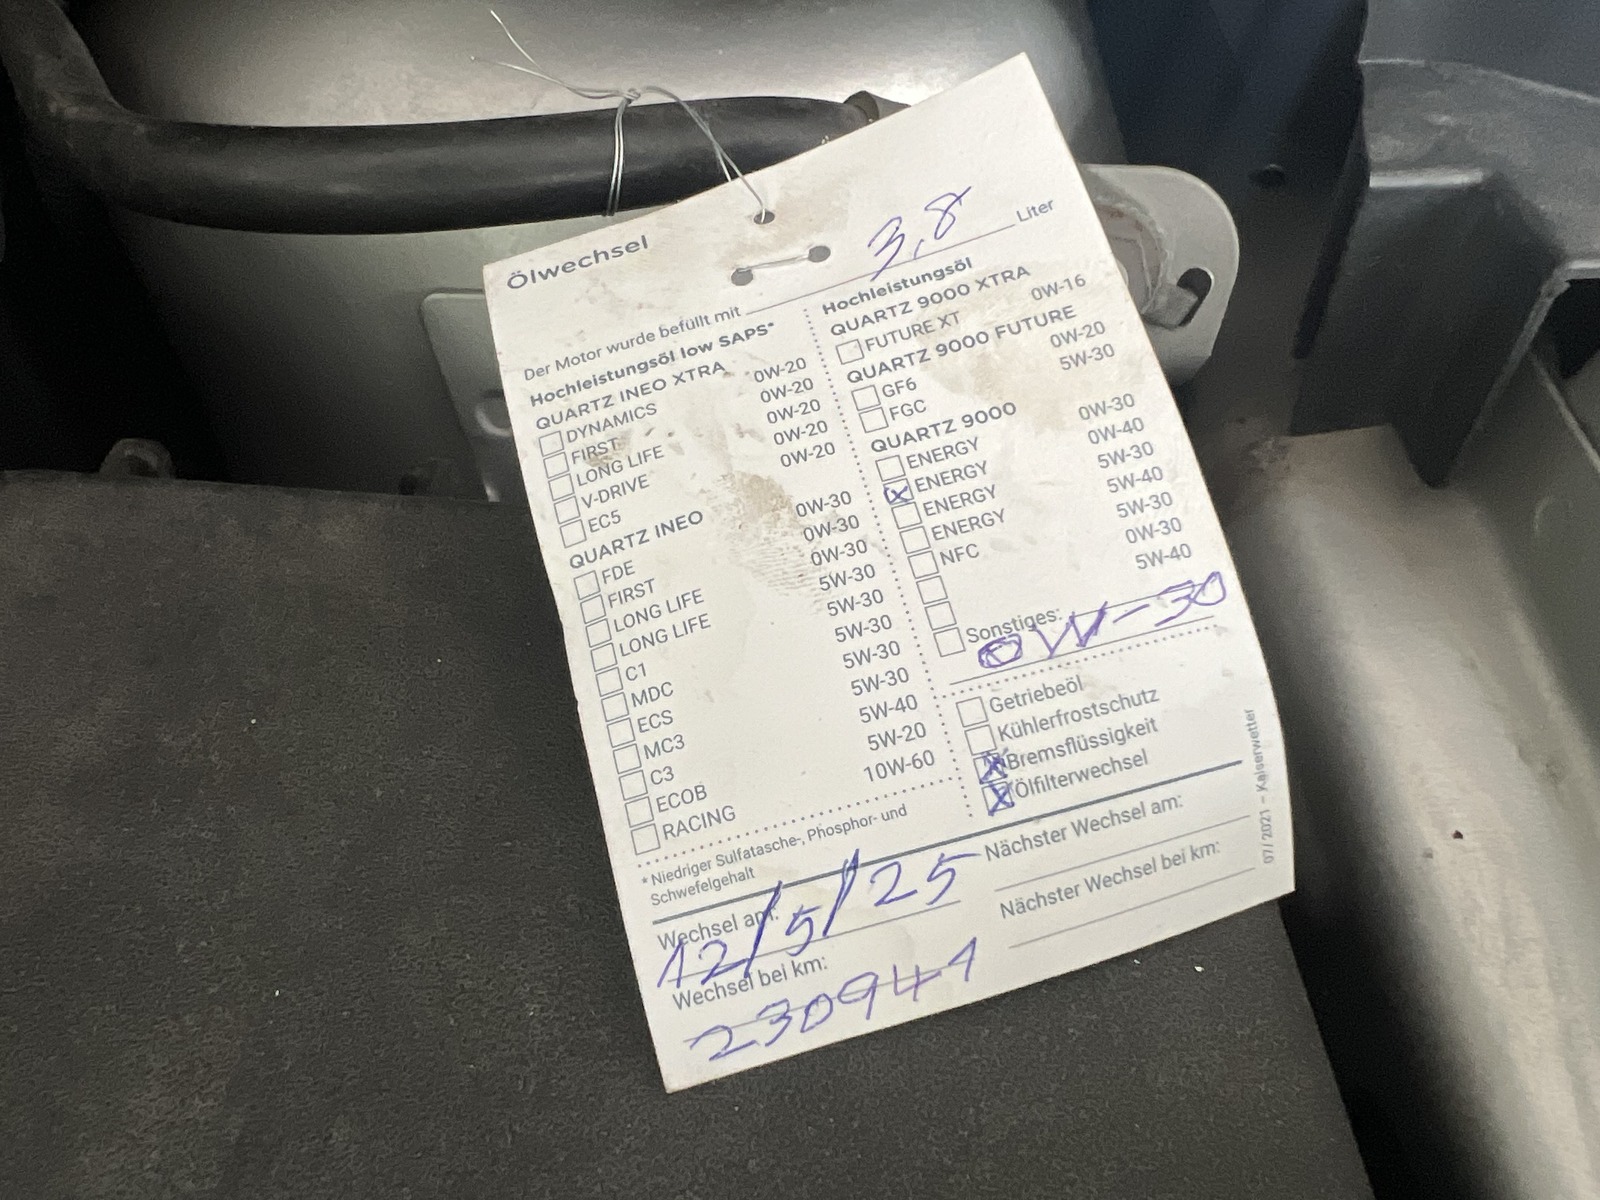 Ölwechsel
Der Motor wurde befüllt mit 3,8 Liter
Hochleistungsöl low SAPS*
QUARTZ INEO XTRA
DYNAMICS 0W-20
FIRST 0W-20
LONG LIFE 0W-20
V-DRIVE 0W-20
EC5 0W-20
QUARTZ INEO
FDE 0W-30
FIRST 0W-30
LONG LIFE 0W-30
LONG LIFE 5W-30
C1 5W-30
MDC 5W-30
ECS 5W-30
MC3 5W-30
C3 5W-40
ECOB 5W-20
RACING 10W-60
* Niedriger Sulfatasche-, Phosphor- und
Schwefelgehalt
Hochleistungsöl
QUARTZ 9000 XTRA
FUTURE XT 0W-16
QUARTZ 9000 FUTURE
GF6 0W-20
FGC 5W-30
QUARTZ 9000
ENERGY 0W-30
ENERGY 0W-40
ENERGY 5W-30
ENERGY 5W-40
NFC 5W-30
0W-30
5W-40
Sonstiges:
0W-30
Getriebeöl
Kühlerfrostschutz
Bremsflüssigkeit
Ölfilterwechsel
Wechsel am:
12/5/25
Wechsel bei km:
230941
Nächster Wechsel am:
Nächster Wechsel bei km:
07/2021 – Kaiserwetter